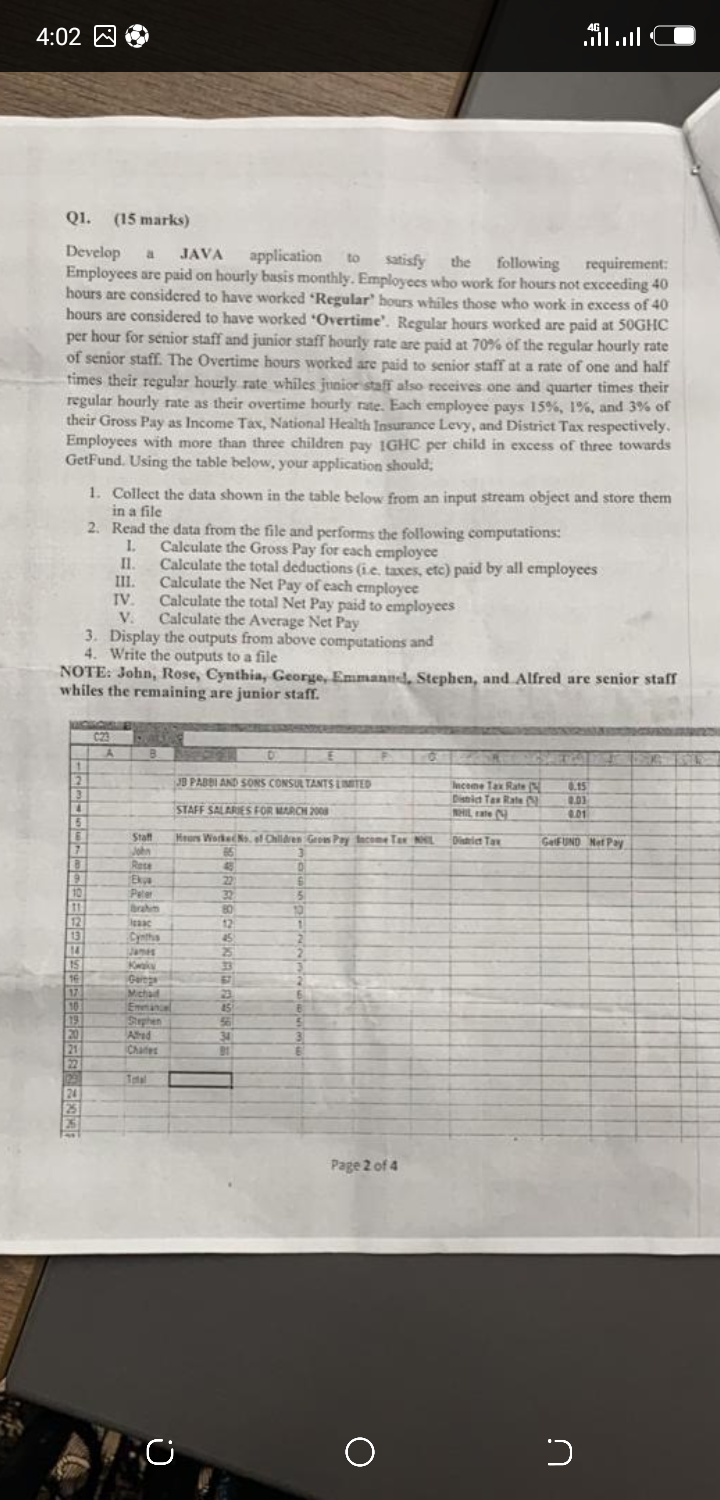 4:02
4G
Q1. (15 marks)
Develop a JAVA application to satisfy the following requirement:
Employees are paid on hourly basis monthly. Employees who work for hours not exceeding 40
hours are considered to have worked 'Regular' hours whiles those who work in excess of 40
hours are considered to have worked 'Overtime'. Regular hours worked are paid at 50GHC
per hour for senior staff and junior staff hourly rate are paid at 70% of the regular hourly rate
of senior staff. The Overtime hours worked are paid to senior staff at a rate of one and half
times their regular hourly rate whiles junior staff also receives one and quarter times their
regular hourly rate as their overtime hourly rate. Each employee pays 15%, 1%, and 3% of
their Gross Pay as Income Tax, National Health Insurance Levy, and District Tax respectively.
Employees with more than three children pay 1GHC per child in excess of three towards
GetFund. Using the table below, your application should;
1. Collect the data shown in the table below from an input stream object and store them
in a file
2. Read the data from the file and performs the following computations:
I. Calculate the Gross Pay for each employee
II. Calculate the total deductions (i.e. taxes, etc) paid by all employees
III. Calculate the Net Pay of each employee
IV. Calculate the total Net Pay paid to employees
V. Calculate the Average Net Pay
3. Display the outputs from above computations and
4. Write the outputs to a file
NOTE: John, Rose, Cynthia, George, Emmanuel, Stephen, and Alfred are senior staff
whiles the remaining are junior staff.
C23
A B D E F G
1
2 JB PABBI AND SONS CONSULTANTS LIMITED Income Tax Rate (%) 0.15
3 District Tax Rate (%) 0.03
4 STAFF SALARIES FOR MARCH 2008 NHIL rate (%) 0.01
5
6 Staff Hours Worked No. of Children Gross Pay Income Tax NHIL District Tax GetFUND Net Pay
7 John 3
8 Rose 48 0
9 Ekua 22 6
10 Peter 32 5
11 Ibrahim 80 10
12 Isaac 12 1
13 Cynthia 45 2
14 James 25 2
15 Kwaku 33 3
16 George 67 2
17 Michael 23 6
18 Emmanuel 45 6
19 Stephen 56 5
20 Alfred 34 3
21 Charles 81 6
22
23 Total
24
25
26
Page 2 of 4